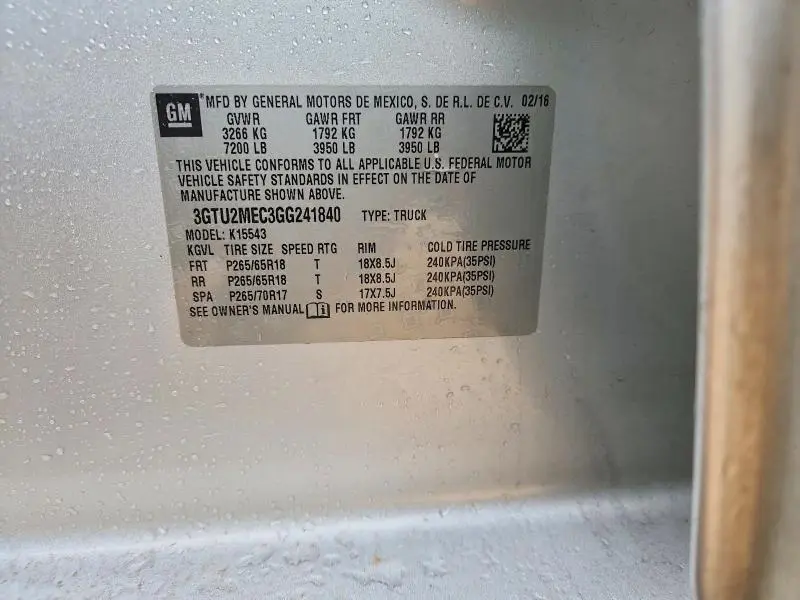 GM MFD BY GENERAL MOTORS DE MEXICO, S. DE R.L. DE C.V. 02/16
GVWR GAWR FRT GAWR RR
3266 KG 1792 KG 1792 KG
7200 LB 3950 LB 3950 LB
THIS VEHICLE CONFORMS TO ALL APPLICABLE U.S. FEDERAL MOTOR
VEHICLE SAFETY STANDARDS IN EFFECT ON THE DATE OF
MANUFACTURE SHOWN ABOVE.
3GTU2MEC3GG241840 TYPE: TRUCK
MODEL: K15543
KGVL TIRE SIZE SPEED RTG RIM COLD TIRE PRESSURE
FRT P265/65R18 T 18X8.5J 240KPA(35PSI)
RR P265/65R18 T 18X8.5J 240KPA(35PSI)
SPA P265/70R17 S 17X7.5J 240KPA(35PSI)
SEE OWNER'S MANUAL FOR MORE INFORMATION.